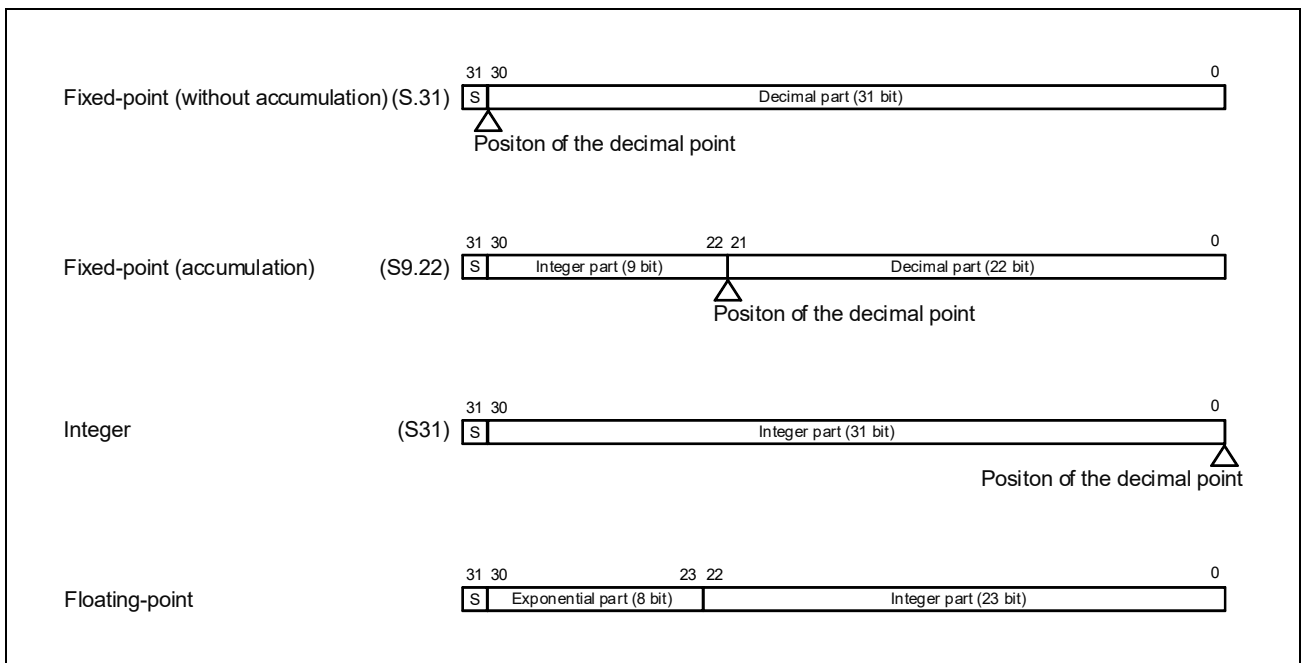 31 30 0
Fixed-point (without accumulation) (S.31) S Decimal part (31 bit)
Positon of the decimal point
31 30 22 21 0
Fixed-point (accumulation) (S9.22) S Integer part (9 bit) Decimal part (22 bit)
Positon of the decimal point
31 30 0
Integer (S31) S Integer part (31 bit)
Positon of the decimal point
31 30 23 22 0
Floating-point S Exponential part (8 bit) Integer part (23 bit)